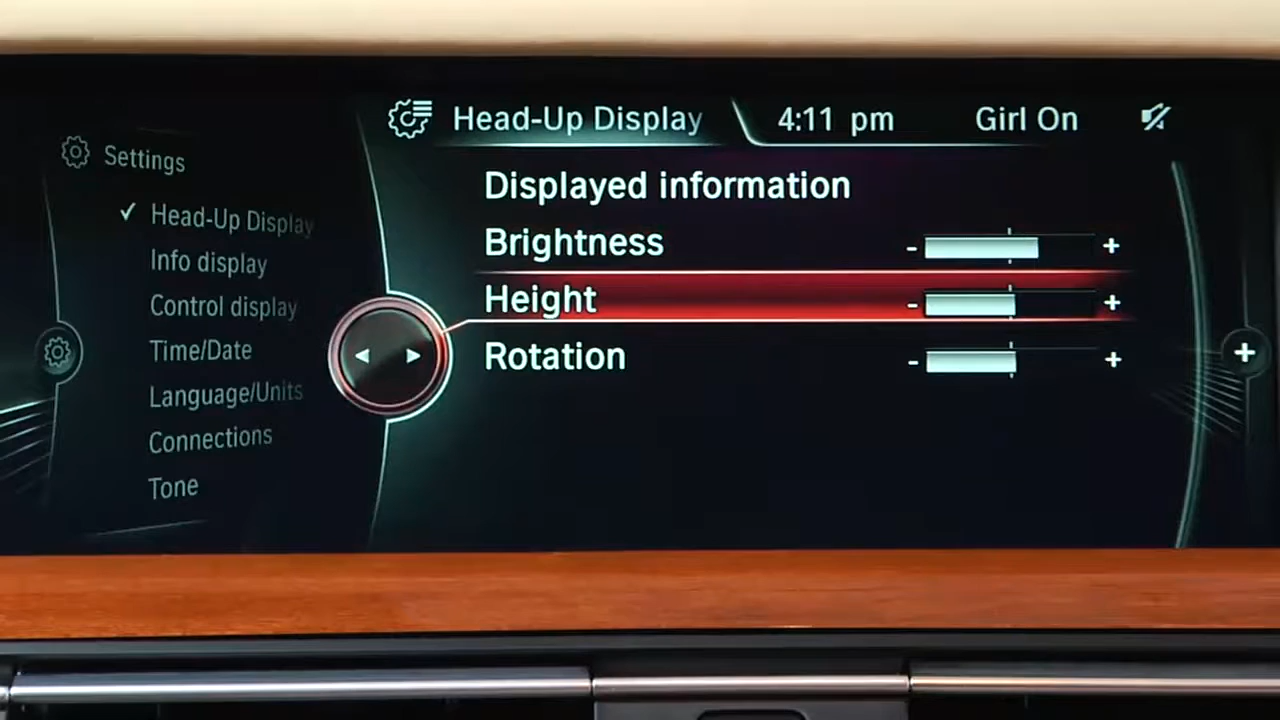 Head-Up Display 4:11 pm Girl On
Settings
Head-Up Display
Info display
Control display
Time/Date
Language/Units
Connections
Tone
Displayed information
Brightness - +
Height - +
Rotation - +
+